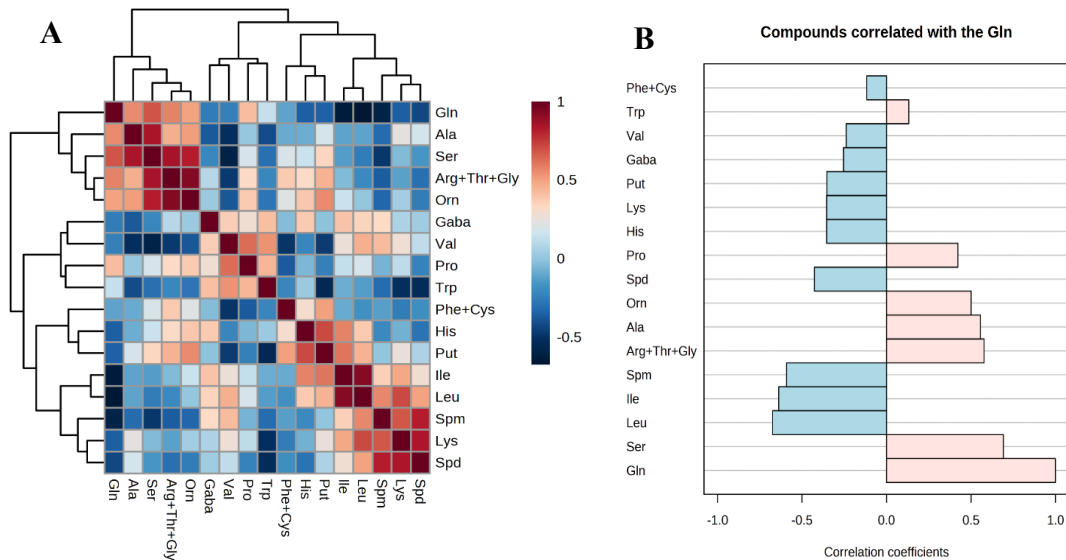 A
Gln
Ala
Ser
Arg+Thr+Gly
Orn
Gaba
Val
Pro
Trp
Phe+Cys
His
Put
Ile
Leu
Spm
Lys
Spd
1
0.5
0
-0.5
Gln
Ala
Ser
Arg+Thr+Gly
Orn
Gaba
Val
Pro
Trp
Phe+Cys
His
Put
Ile
Leu
Spm
Lys
Spd
B
Compounds correlated with the Gln
Phe+Cys
Trp
Val
Gaba
Put
Lys
His
Pro
Spd
Orn
Ala
Arg+Thr+Gly
Spm
Ile
Leu
Ser
Gln
-1.0 -0.5 0.0 0.5 1.0
Correlation coefficients